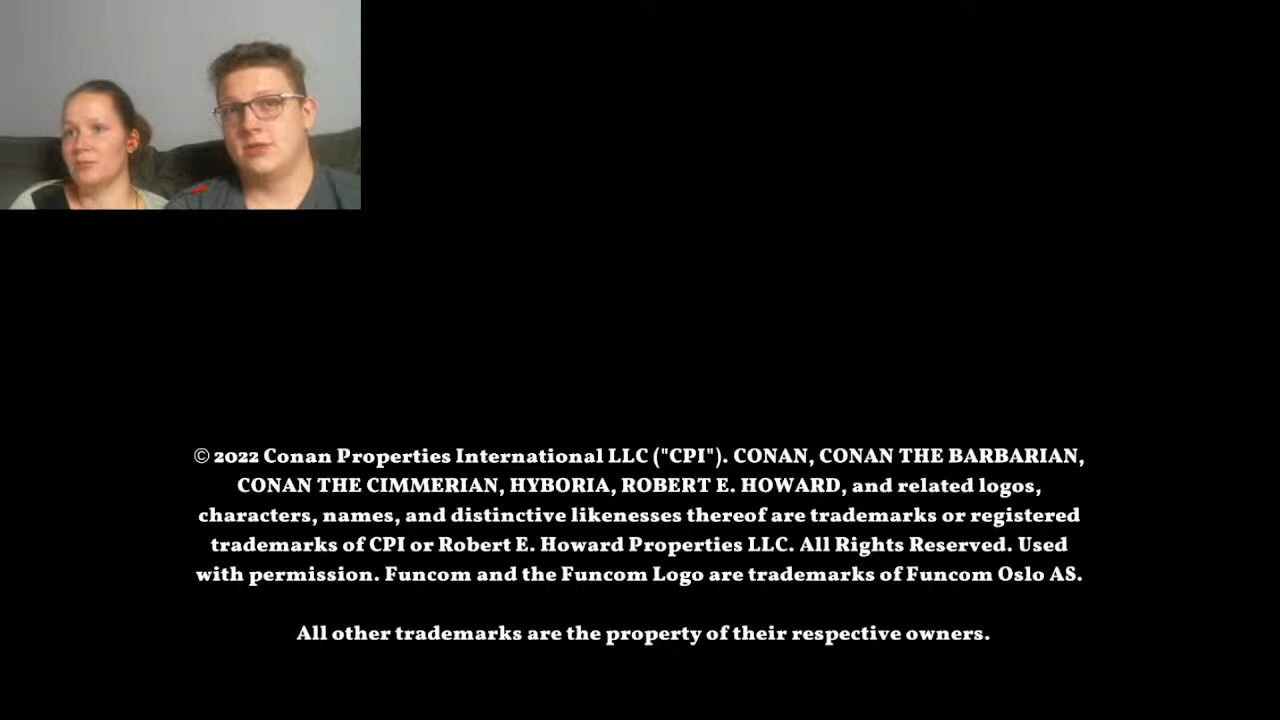 © 2022 Conan Properties International LLC ("CPI"). CONAN, CONAN THE BARBARIAN,
CONAN THE CIMMERIAN, HYBORIA, ROBERT E. HOWARD, and related logos,
characters, names, and distinctive likenesses thereof are trademarks or registered
trademarks of CPI or Robert E. Howard Properties LLC. All Rights Reserved. Used
with permission. Funcom and the Funcom Logo are trademarks of Funcom Oslo AS.
All other trademarks are the property of their respective owners.